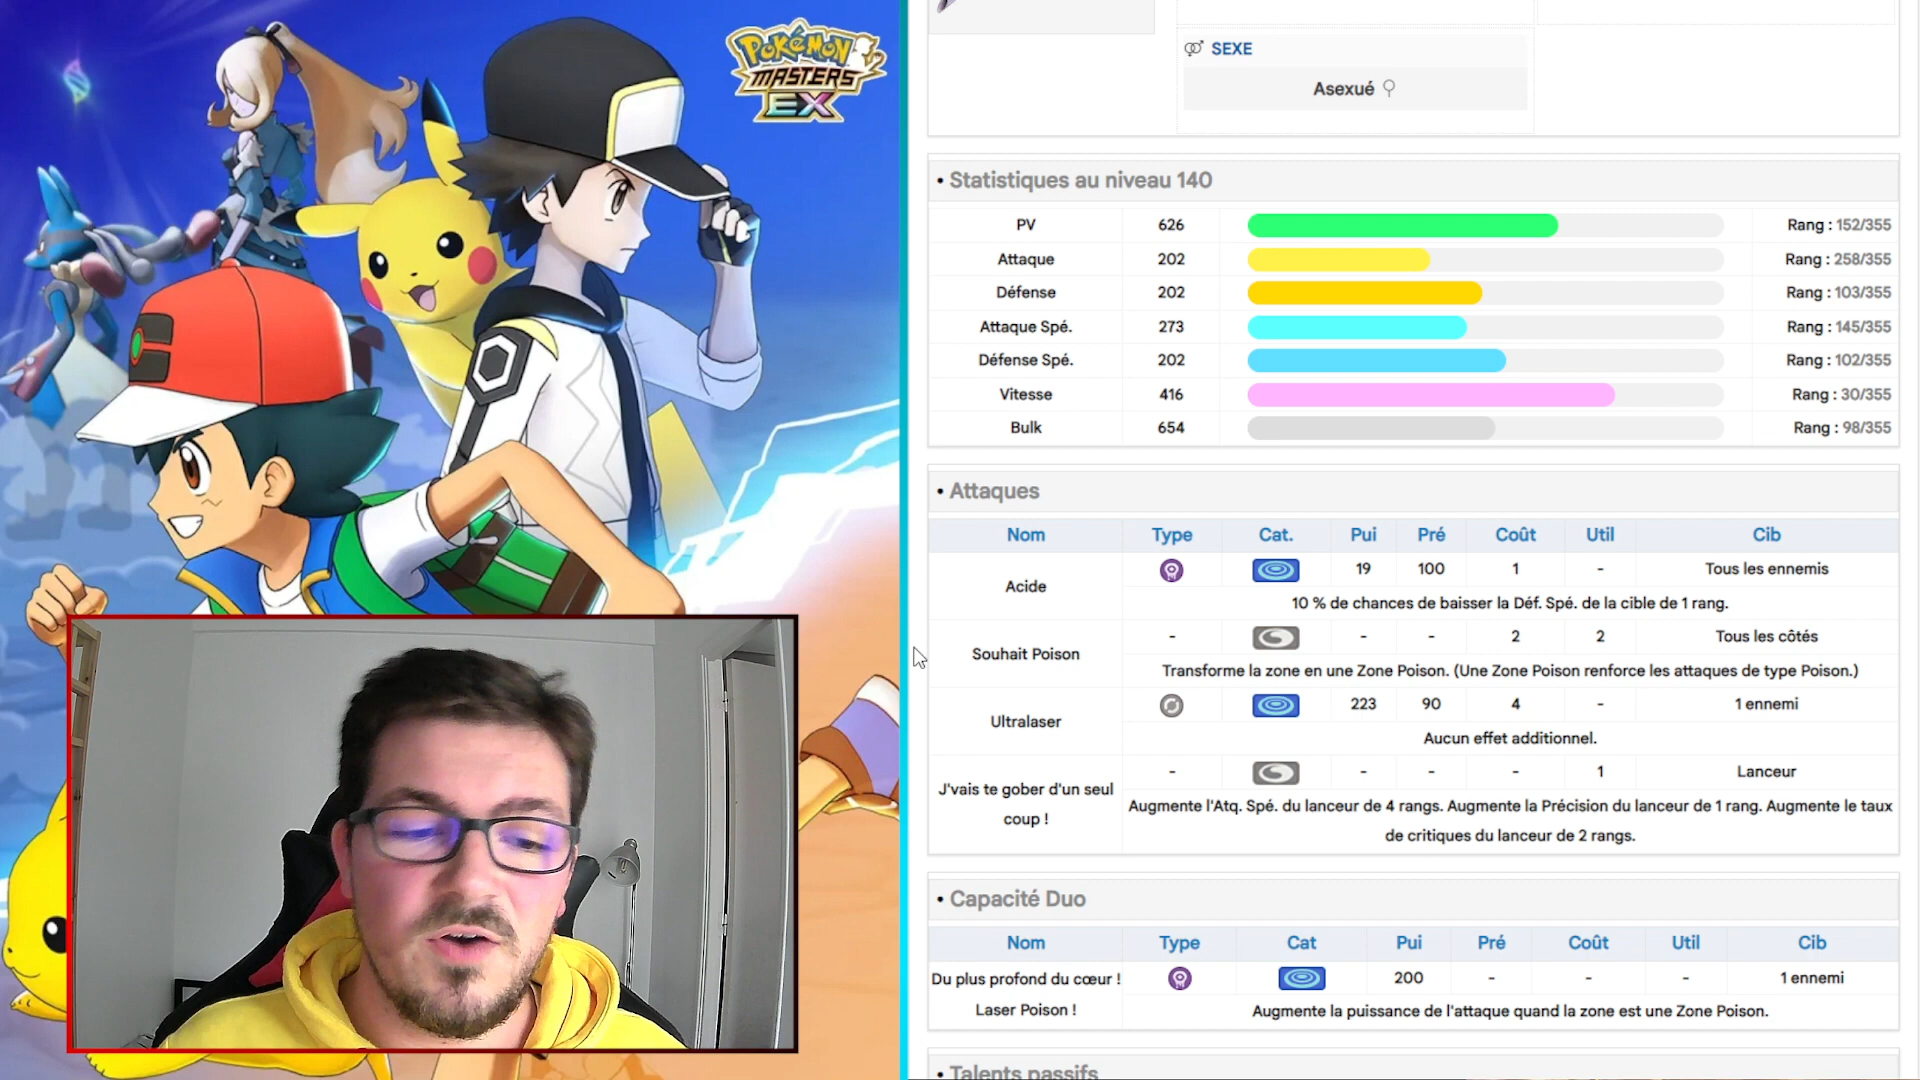 POKÉMON
MASTERS
EX
SEXE
Asexué
• Statistiques au niveau 140
PV 626 Rang : 152/355
Attaque 202 Rang : 258/355
Défense 202 Rang : 103/355
Attaque Spé. 273 Rang : 145/355
Défense Spé. 202 Rang : 102/355
Vitesse 416 Rang : 30/355
Bulk 654 Rang : 98/355
• Attaques
Nom Type Cat. Pui Pré Coût Util Cib
Acide 19 100 1 - Tous les ennemis
10 % de chances de baisser la Déf. Spé. de la cible de 1 rang.
Souhait Poison - - - 2 2 Tous les côtés
Transforme la zone en une Zone Poison. (Une Zone Poison renforce les attaques de type Poison.)
Ultralaser 223 90 4 - 1 ennemi
Aucun effet additionnel.
J'vais te gober d'un seul coup ! - - - - 1 Lanceur
Augmente l'Atq. Spé. du lanceur de 4 rangs. Augmente la Précision du lanceur de 1 rang. Augmente le taux
de critiques du lanceur de 2 rangs.
• Capacité Duo
Nom Type Cat Pui Pré Coût Util Cib
Du plus profond du cœur ! Laser Poison ! 200 - - - 1 ennemi
Augmente la puissance de l'attaque quand la zone est une Zone Poison.
• Talents passifs